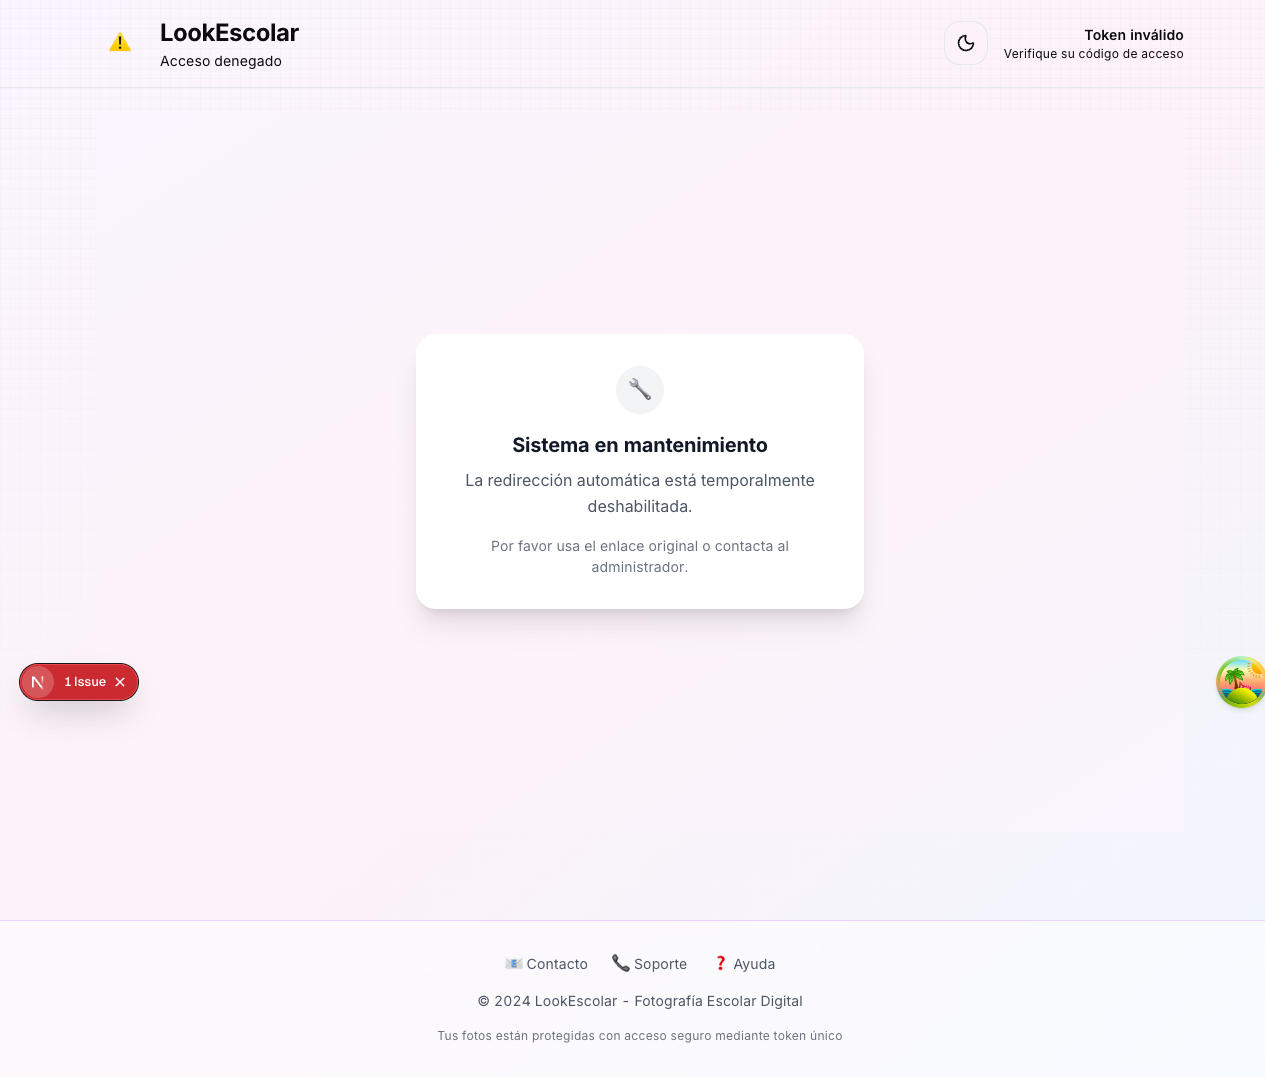 LookEscolar
Acceso denegado
Token inválido
Verifique su código de acceso
Sistema en mantenimiento
La redirección automática está temporalmente
deshabilitada.
Por favor usa el enlace original o contacta al
administrador.
1 Issue
Contacto
Soporte
Ayuda
© 2024 LookEscolar - Fotografía Escolar Digital
Tus fotos están protegidas con acceso seguro mediante token único